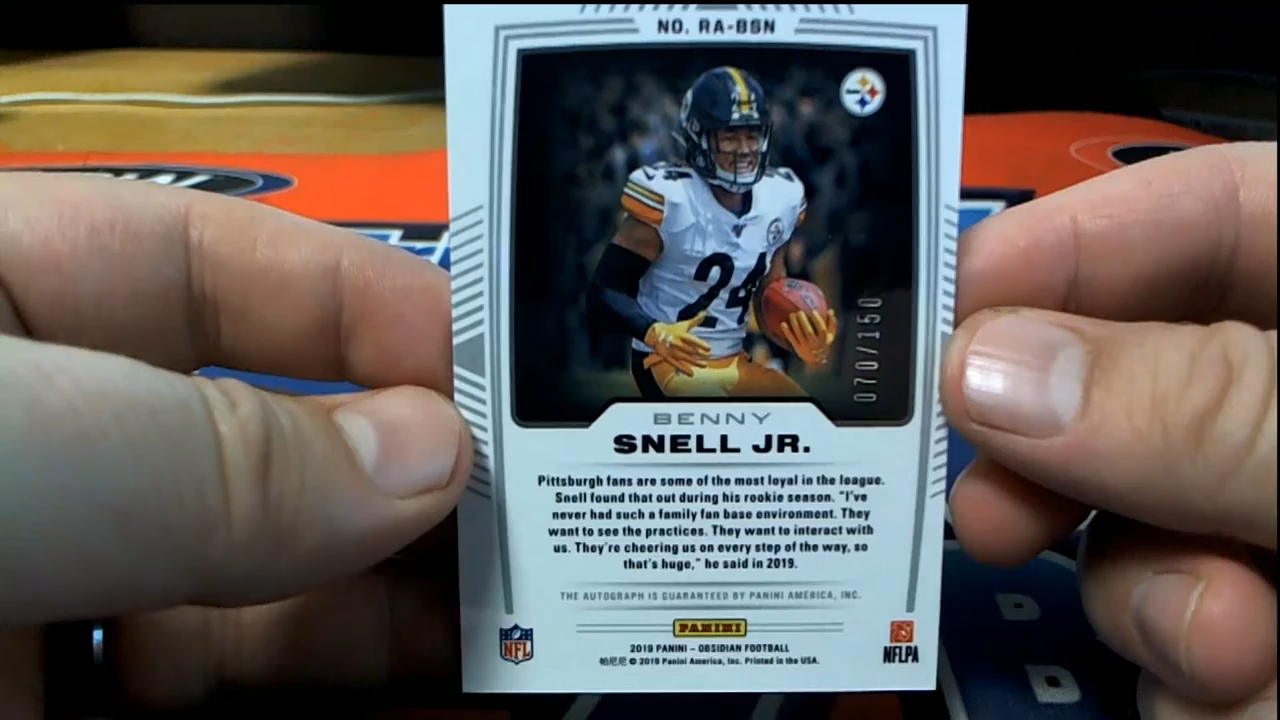 NO. RA-BSN
24
070/150
BENNY
SNELL JR.
Pittsburgh fans are some of the most loyal in the league.
Snell found that out during his rookie season. "I've
never had such a family fan base environment. They
want to see the practices. They want to interact with
us. They're cheering us on every step of the way, so
that's huge," he said in 2019.
THE AUTOGRAPH IS GUARANTEED BY PANINI AMERICA, INC.
PANINI
NFL
NFLPA
2019 PANINI – OBSIDIAN FOOTBALL
帕尼尼 © 2019 Panini America, Inc. Printed in the USA.